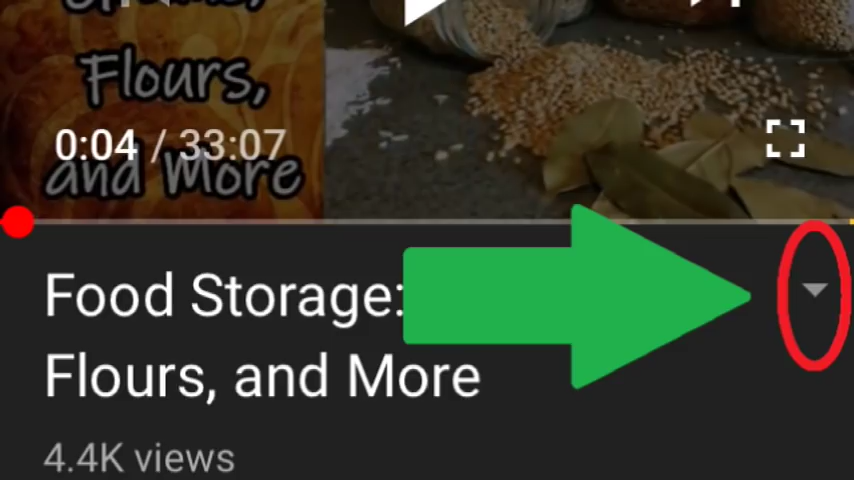 Flours,
0:04 / 33:07
and More
Food Storage:
Flours, and More
4.4K views